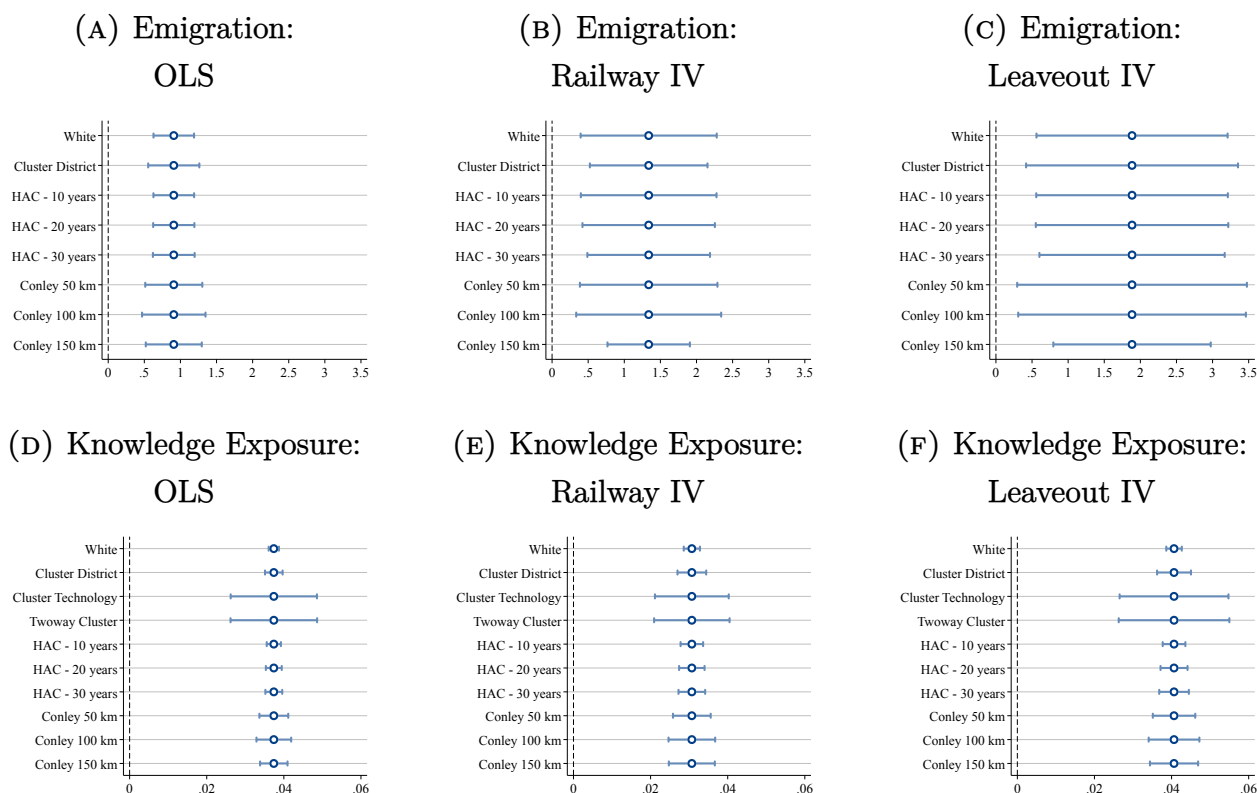 (A) Emigration:
OLS
White
Cluster District
HAC - 10 years
HAC - 20 years
HAC - 30 years
Conley 50 km
Conley 100 km
Conley 150 km
0 .5 1 1.5 2 2.5 3 3.5
(B) Emigration:
Railway IV
White
Cluster District
HAC - 10 years
HAC - 20 years
HAC - 30 years
Conley 50 km
Conley 100 km
Conley 150 km
0 .5 1 1.5 2 2.5 3 3.5
(C) Emigration:
Leaveout IV
White
Cluster District
HAC - 10 years
HAC - 20 years
HAC - 30 years
Conley 50 km
Conley 100 km
Conley 150 km
0 .5 1 1.5 2 2.5 3 3.5
(D) Knowledge Exposure:
OLS
White
Cluster District
Cluster Technology
Twoway Cluster
HAC - 10 years
HAC - 20 years
HAC - 30 years
Conley 50 km
Conley 100 km
Conley 150 km
0 .02 .04 .06
(E) Knowledge Exposure:
Railway IV
White
Cluster District
Cluster Technology
Twoway Cluster
HAC - 10 years
HAC - 20 years
HAC - 30 years
Conley 50 km
Conley 100 km
Conley 150 km
0 .02 .04 .06
(F) Knowledge Exposure:
Leaveout IV
White
Cluster District
Cluster Technology
Twoway Cluster
HAC - 10 years
HAC - 20 years
HAC - 30 years
Conley 50 km
Conley 100 km
Conley 150 km
0 .02 .04 .06